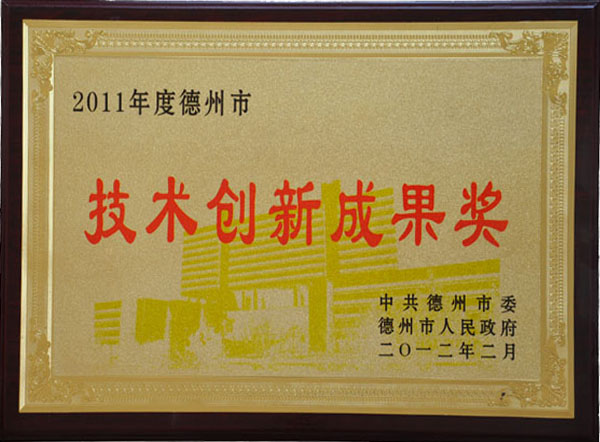 2011年度德州市
技术创新成果奖
中共德州市委
德州市人民政府
二〇一二年二月